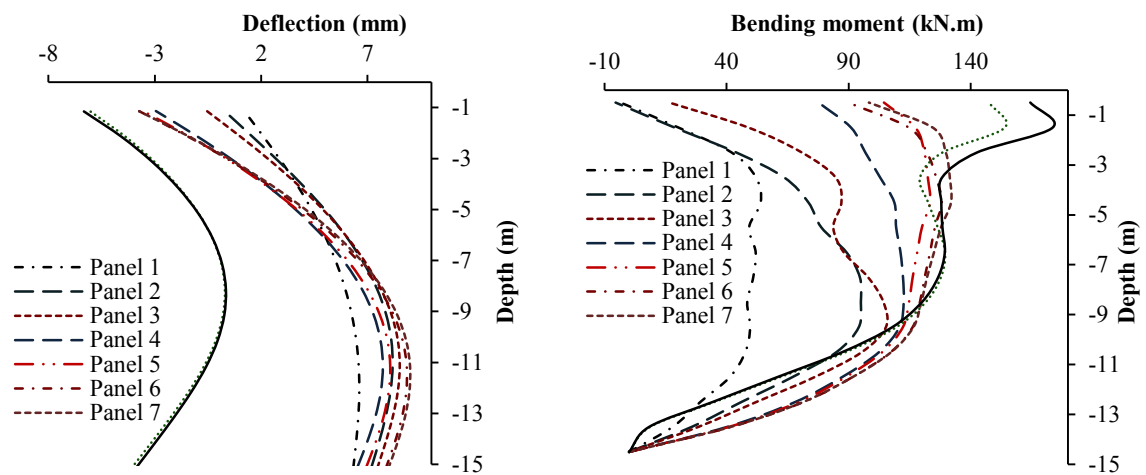 Deflection (mm)
-8 -3 2 7
-1
-3
-5
-7
-9
-11
-13
-15
Depth (m)
Panel 1
Panel 2
Panel 3
Panel 4
Panel 5
Panel 6
Panel 7
Bending moment (kN.m)
-10 40 90 140
-1
-3
-5
-7
-9
-11
-13
-15
Depth (m)
Panel 1
Panel 2
Panel 3
Panel 4
Panel 5
Panel 6
Panel 7